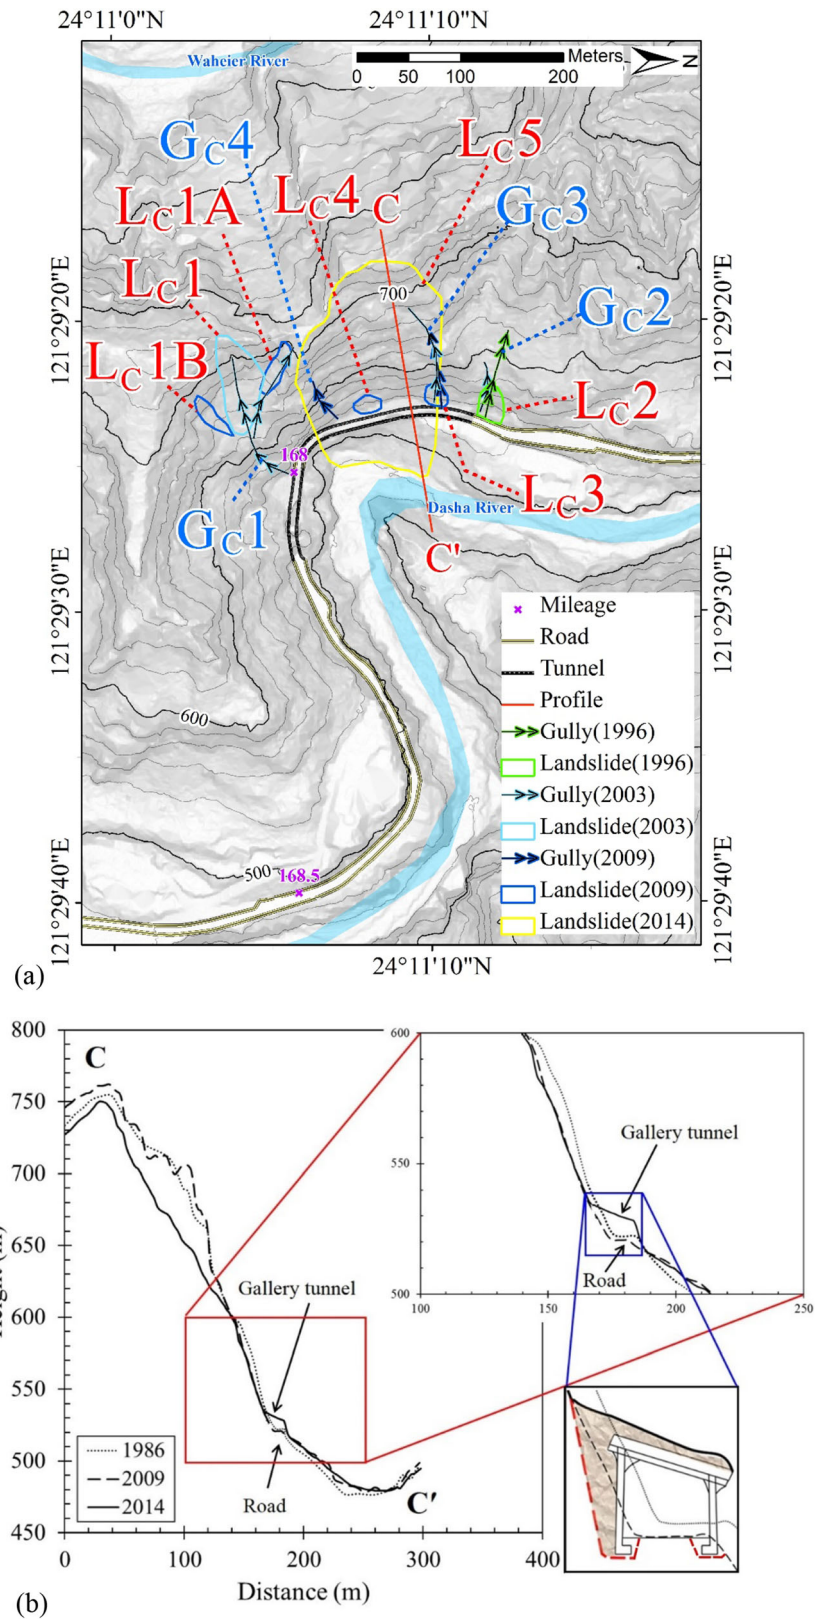 24°11'0"N
24°11'10"N
Waheier River
Meters
0
50
100
200
N
GC4
LC5
LC1A
LC4
C
GC3
LC1
700
GC2
LC1B
LC2
168
LC3
GC1
Dasha River
C'
121°29'20"E
121°29'20"E
121°29'30"E
121°29'30"E
121°29'40"E
121°29'40"E
600
500
168.5
Mileage
Road
Tunnel
Profile
Gully(1996)
Landslide(1996)
Gully(2003)
Landslide(2003)
Gully(2009)
Landslide(2009)
Landslide(2014)
24°11'10"N
(a)
800
750
700
650
600
550
500
450
C
Gallery tunnel
Road
C'
1986
2009
2014
0
100
200
300
400
Distance (m)
600
550
500
100
150
200
250
Gallery tunnel
Road
(b)